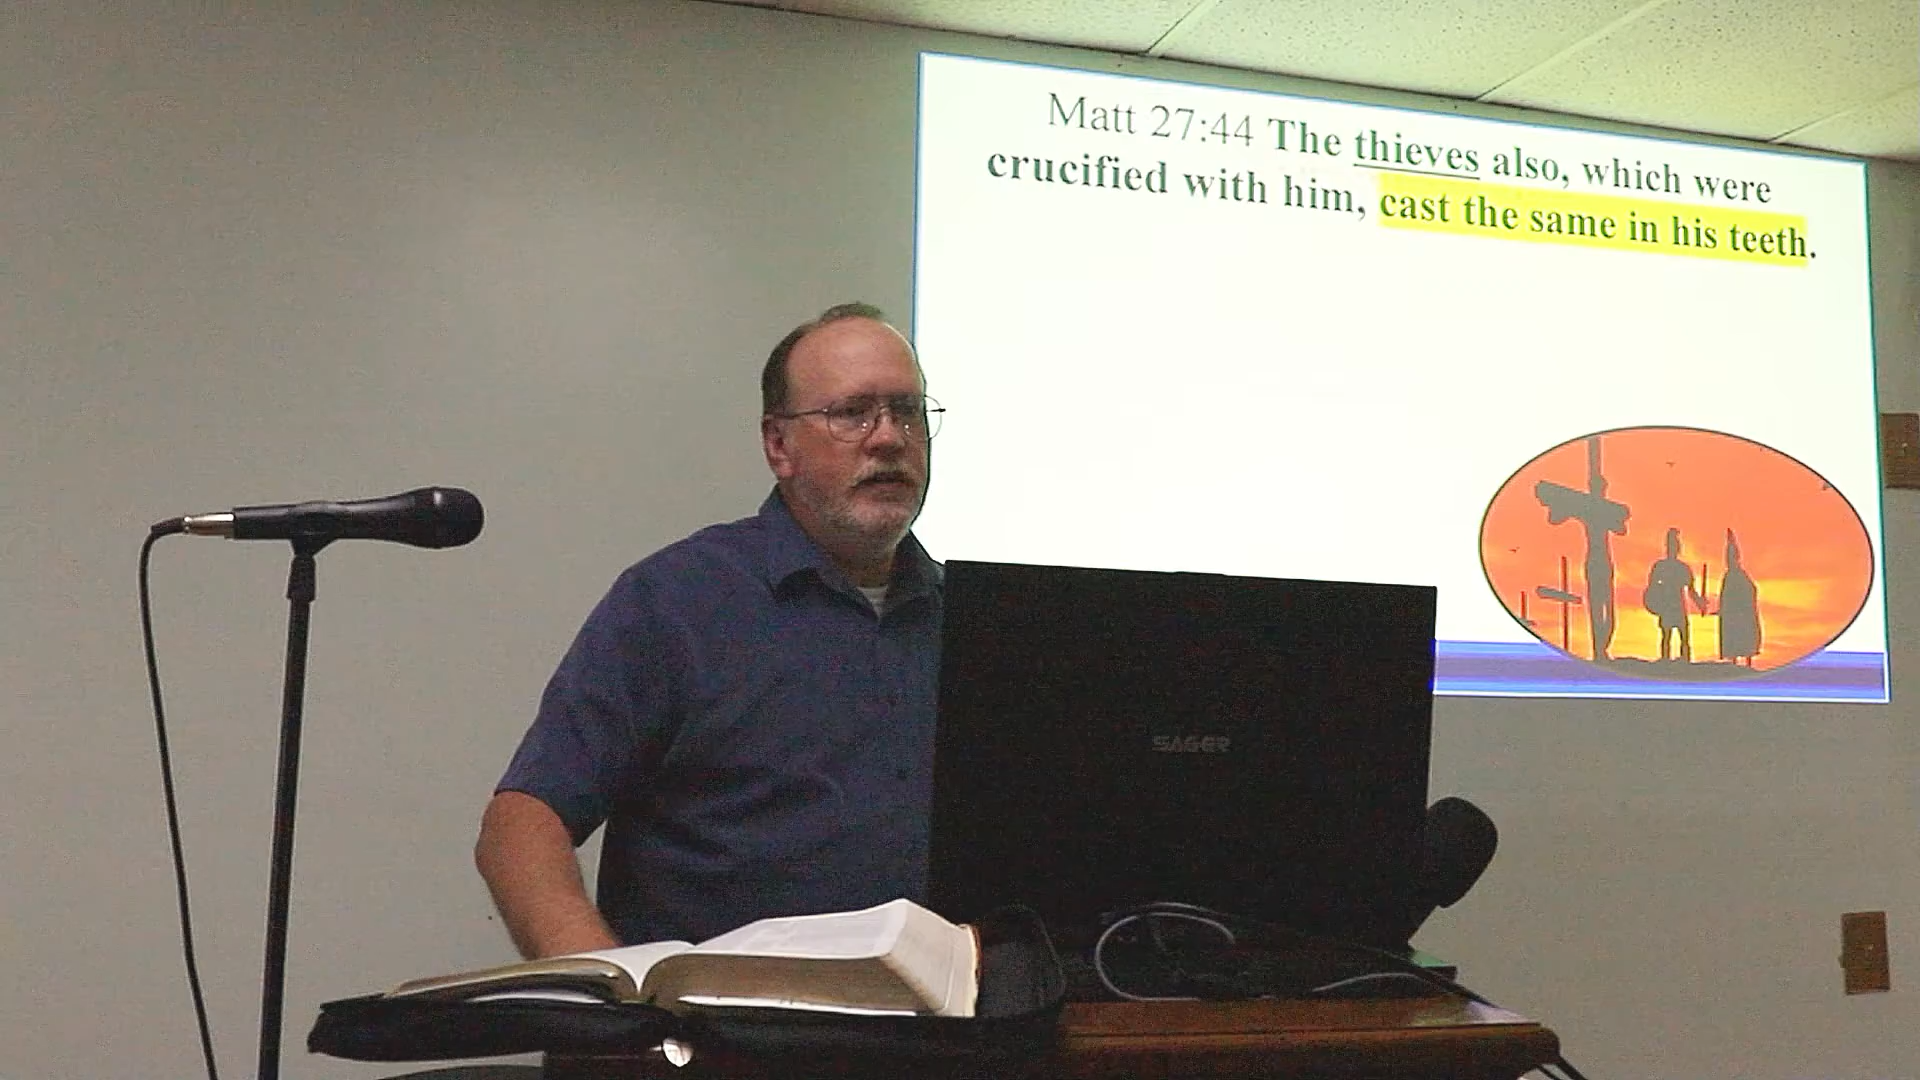 Matt 27:44 The thieves also, which were
crucified with him, cast the same in his teeth.
SAGER